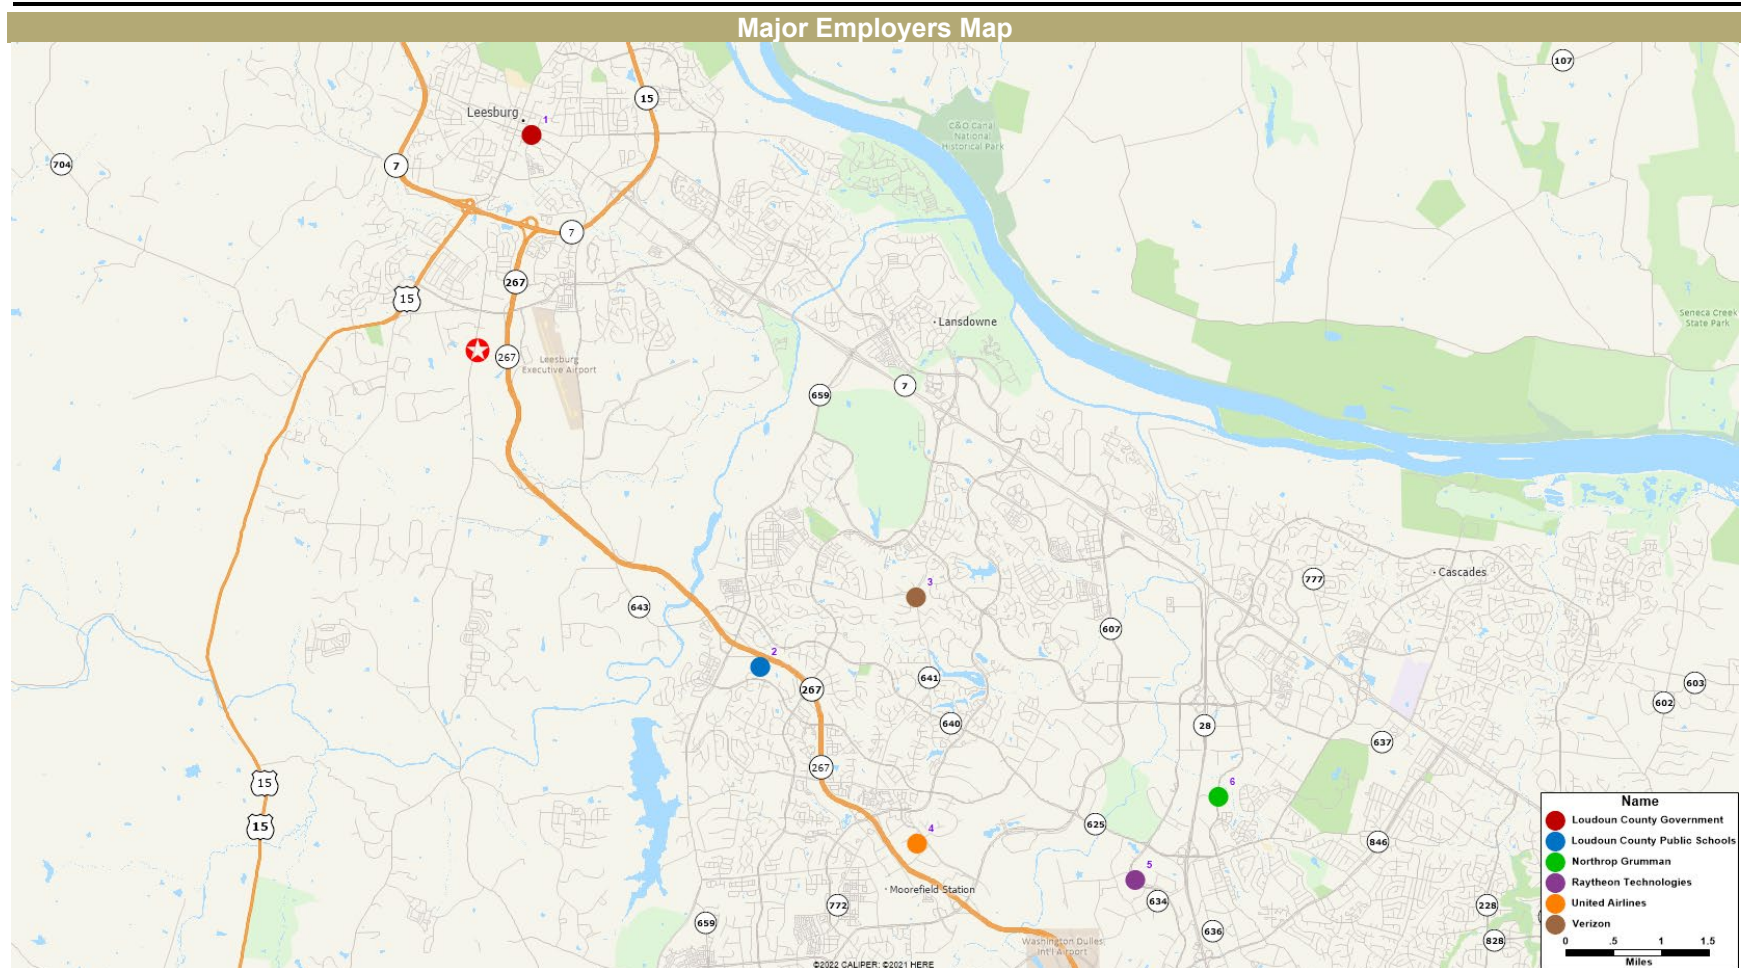 Major Employers Map
107
15
Leesburg
1
C&O Canal
National
Historical Park
704
7
7
267
15
Seneca Creek
State Park
Lansdowne
267
Leesburg
Executive Airport
7
659
Cascades
777
3
643
607
2
641
603
267
602
640
28
637
267
15
6
625
15
4
846
5
Moorefield Station
634
772
228
659
636
Washington Dulles
Int'l Airport
828
©2022 CALIPER; ©2021 HERE
Name
Loudoun County Government
Loudoun County Public Schools
Northrop Grumman
Raytheon Technologies
United Airlines
Verizon
0 .5 1 1.5
Miles